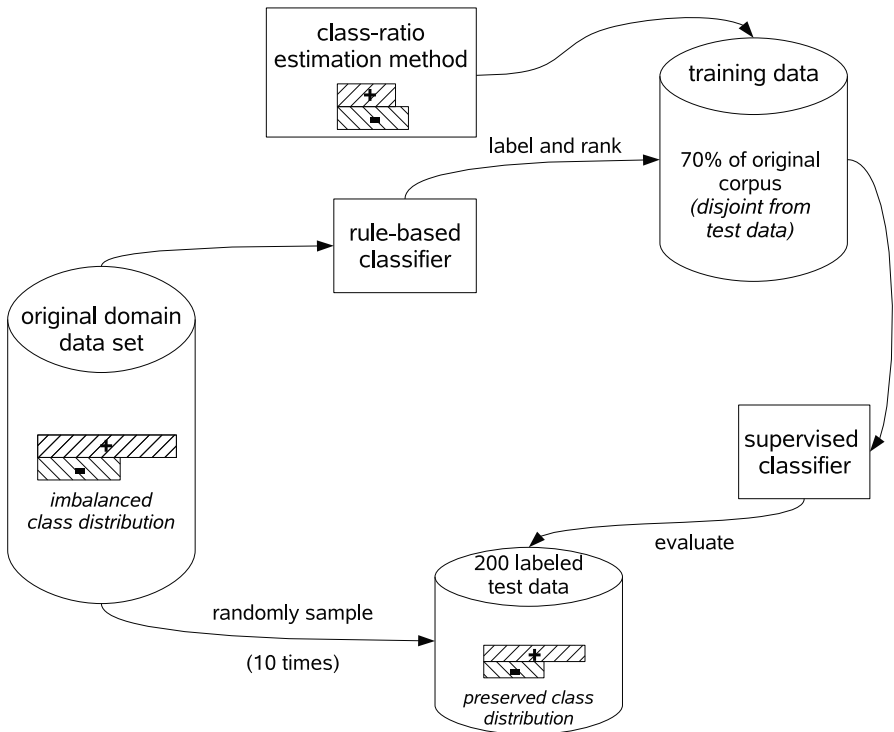 class-ratio
estimation method
+
-
training data
70% of original
corpus
(disjoint from
test data)
label and rank
rule-based
classifier
original domain
data set
+
-
imbalanced
class distribution
supervised
classifier
evaluate
200 labeled
test data
+
-
preserved class
distribution
randomly sample
(10 times)